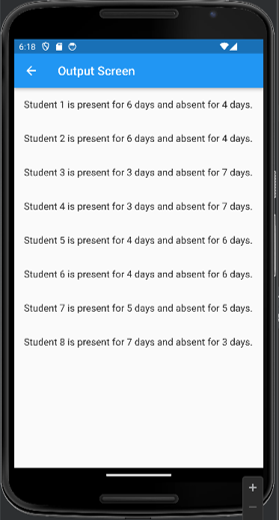 6:18
Output Screen
Student 1 is present for 6 days and absent for 4 days.
Student 2 is present for 6 days and absent for 4 days.
Student 3 is present for 3 days and absent for 7 days.
Student 4 is present for 3 days and absent for 7 days.
Student 5 is present for 4 days and absent for 6 days.
Student 6 is present for 4 days and absent for 6 days.
Student 7 is present for 5 days and absent for 5 days.
Student 8 is present for 7 days and absent for 3 days.